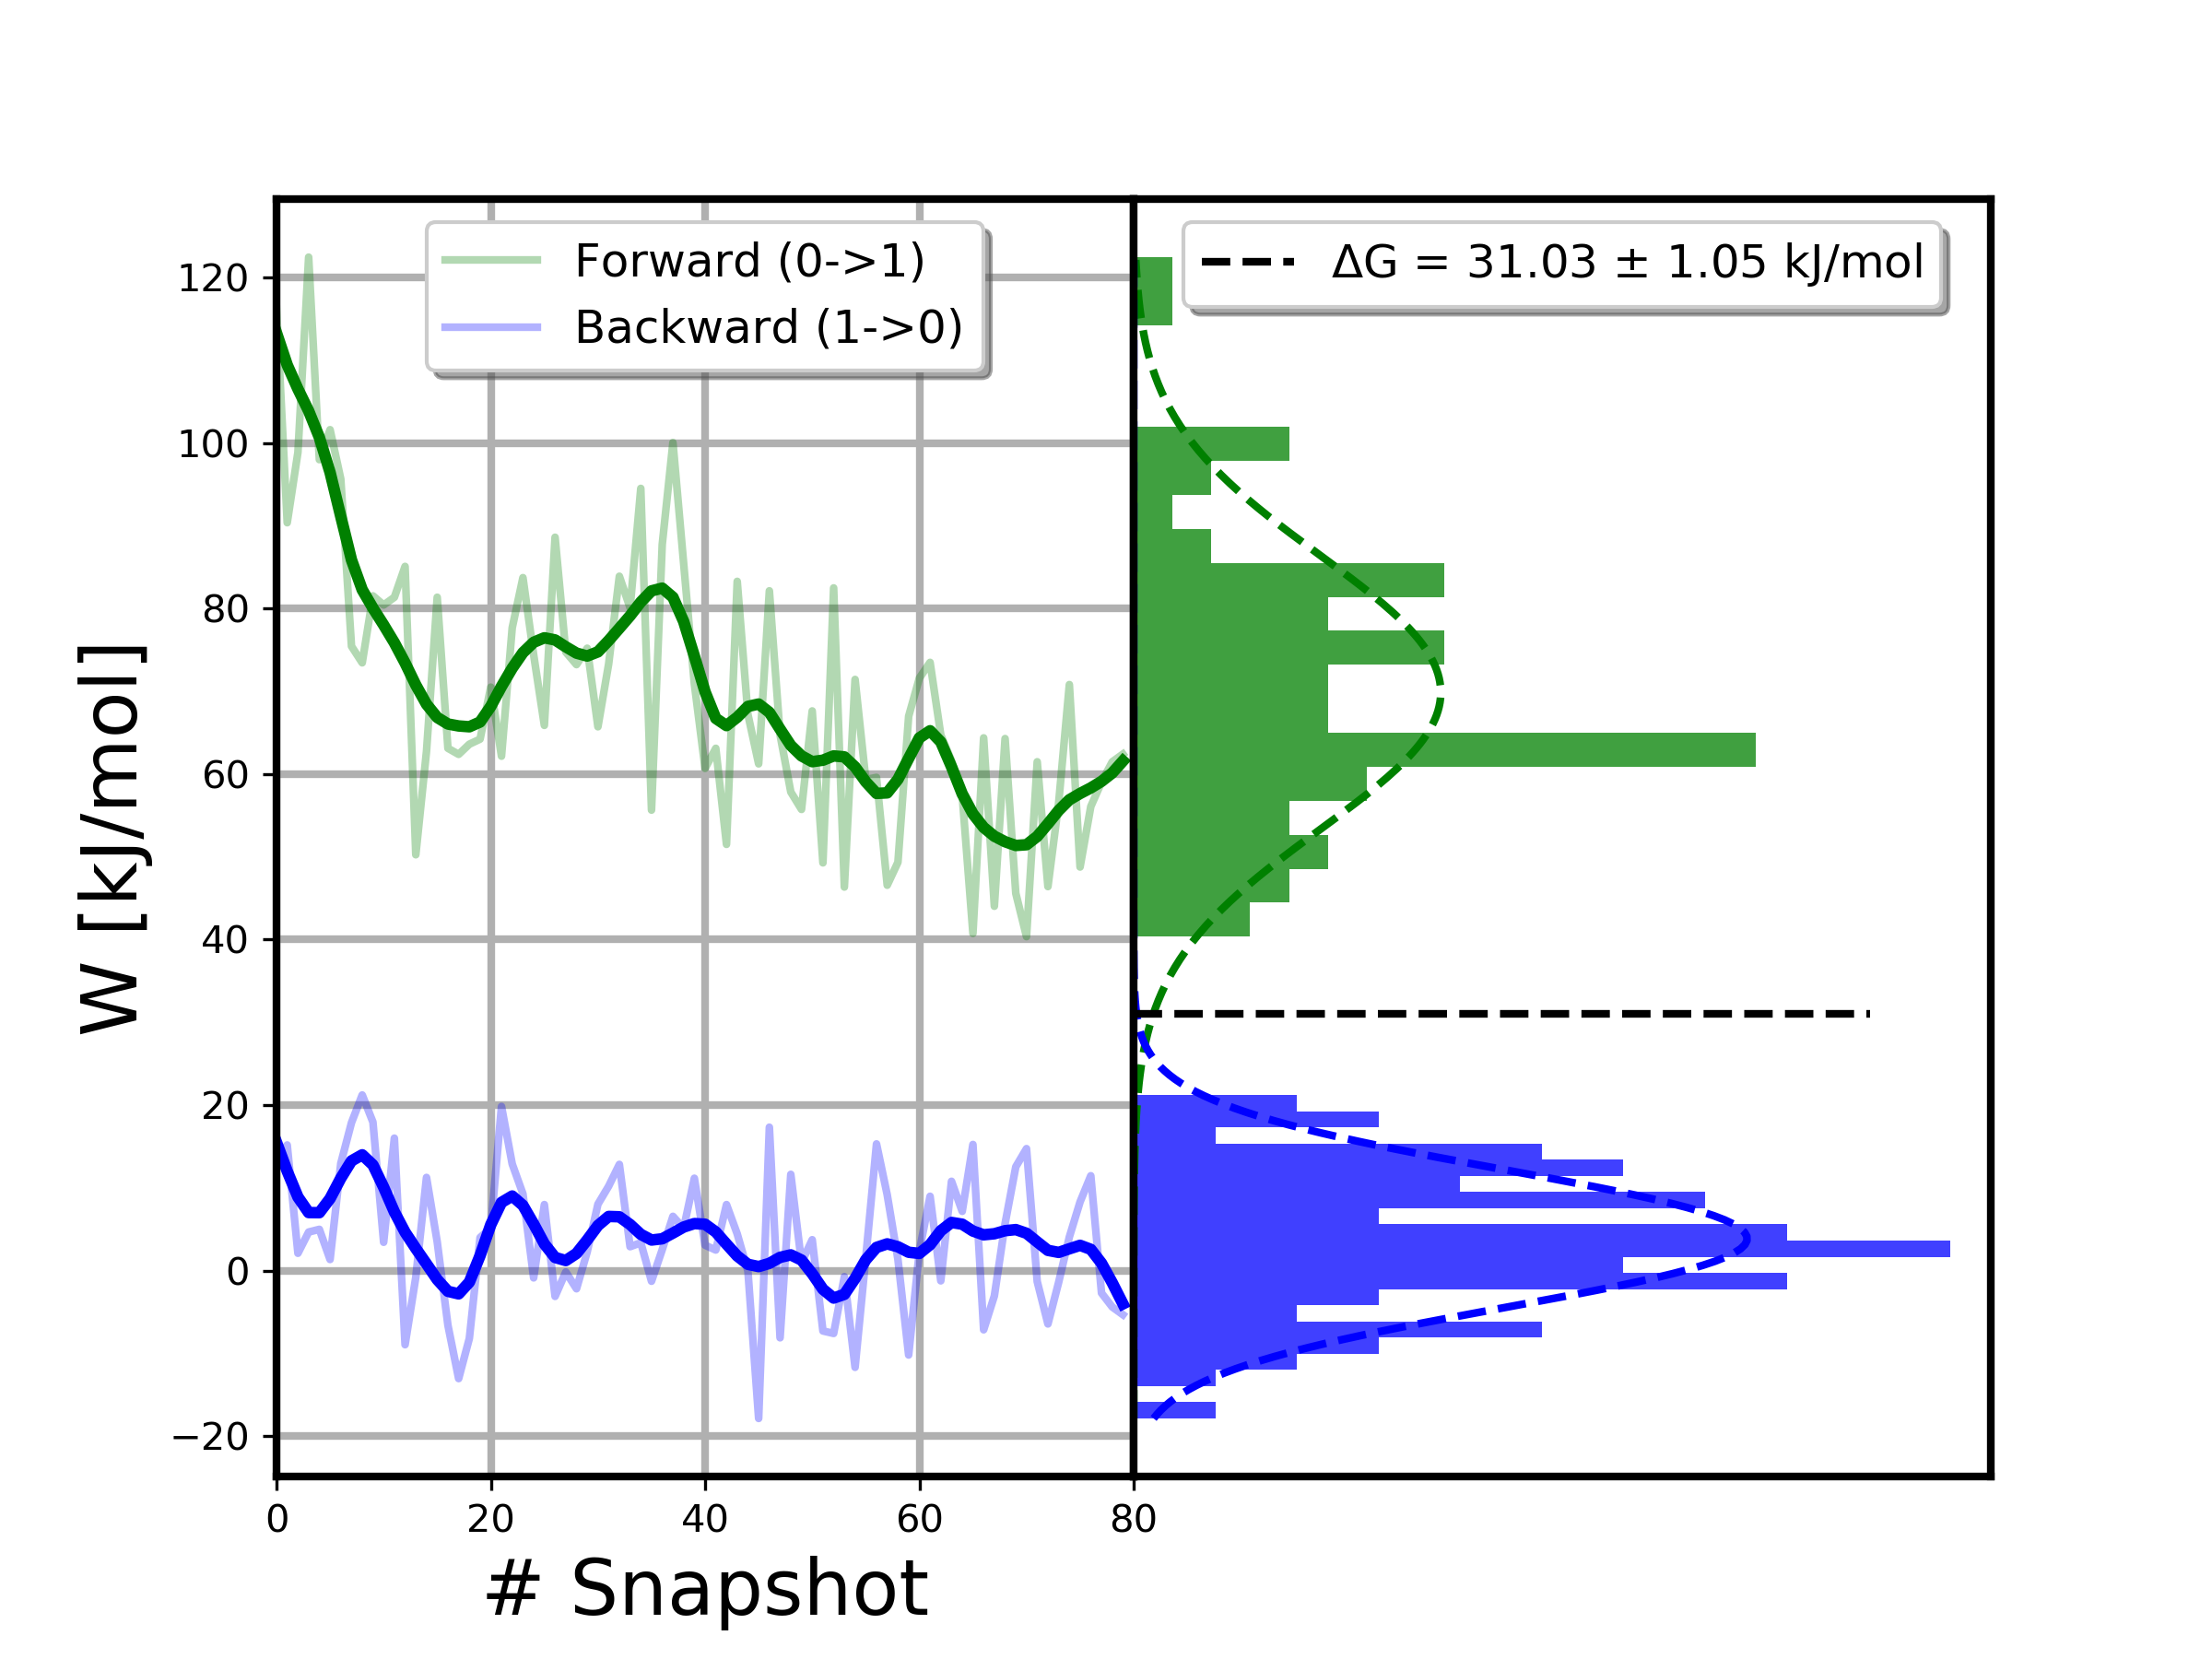 Forward (0->1)
Backward (1->0)
ΔG = 31.03 ± 1.05 kJ/mol
W [kJ/mol]
120
100
80
60
40
20
0
−20
0 20 40 60 80
# Snapshot